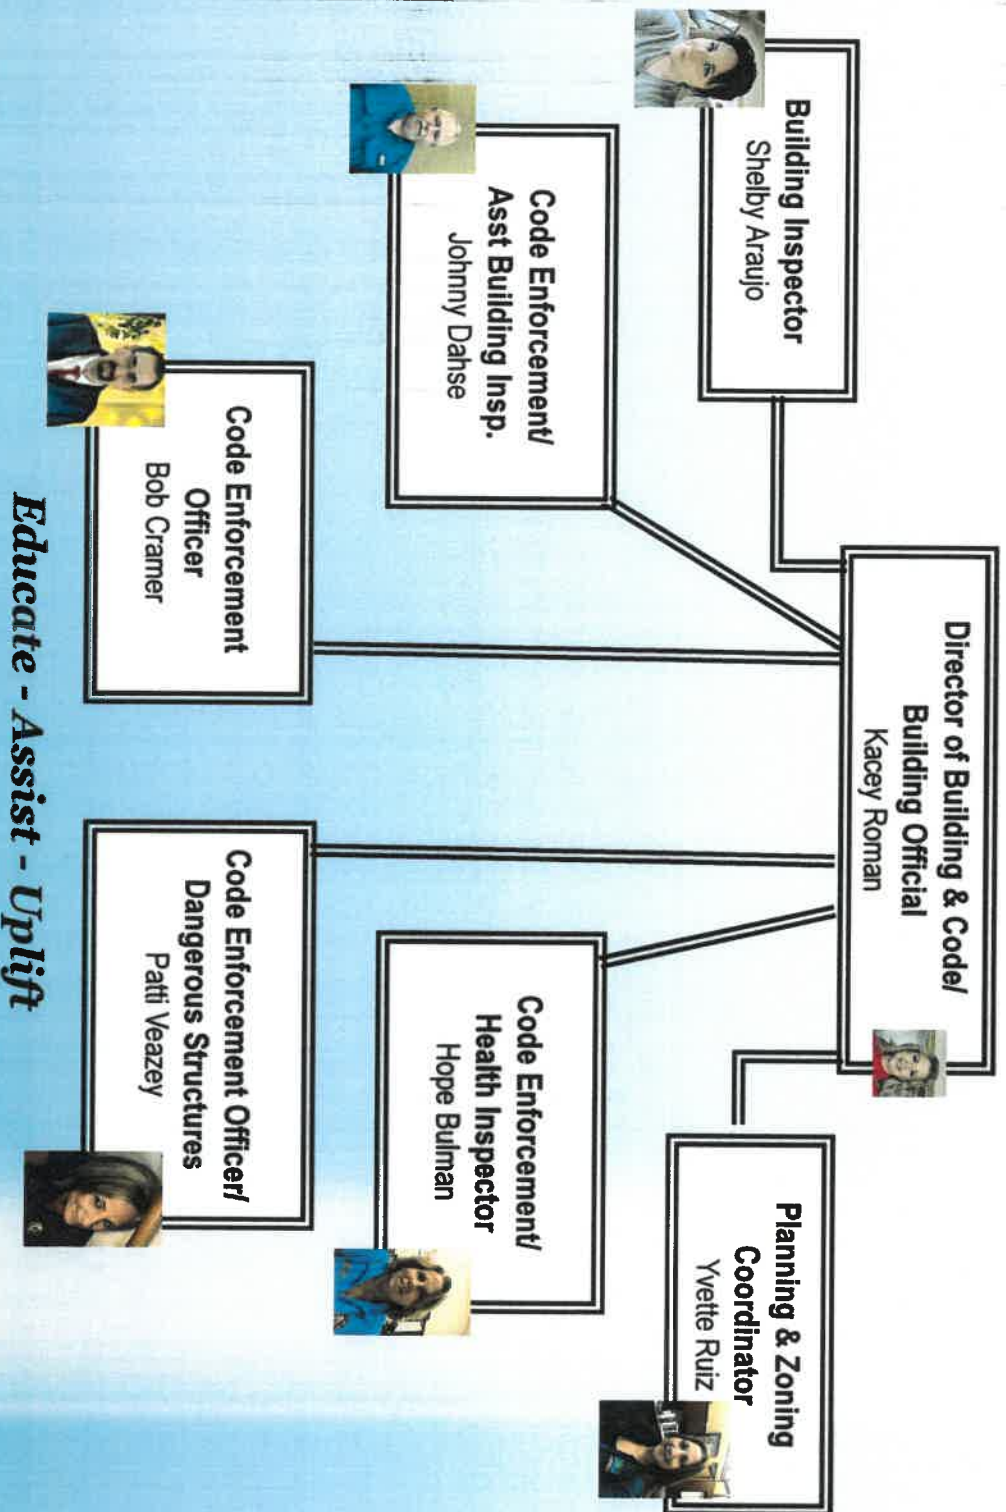 Director of Building & Code/
Building Official
Kacey Roman
Building Inspector
Shelby Araujo
Planning & Zoning
Coordinator
Yvette Ruiz
Code Enforcement/
Asst Building Insp.
Johnny Dahse
Code Enforcement/
Health Inspector
Hope Bulman
Code Enforcement
Officer
Bob Cramer
Code Enforcement Officer/
Dangerous Structures
Patti Veazey
Educate - Assist - Uplift